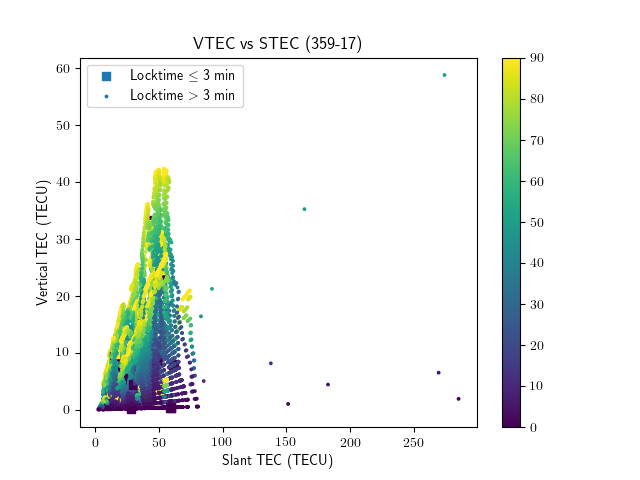 VTEC vs STEC (359-17)
Locktime ≤ 3 min
Locktime > 3 min
60
50
40
30
20
10
0
Vertical TEC (TECU)
0 50 100 150 200 250
Slant TEC (TECU)
90
80
70
60
50
40
30
20
10
0